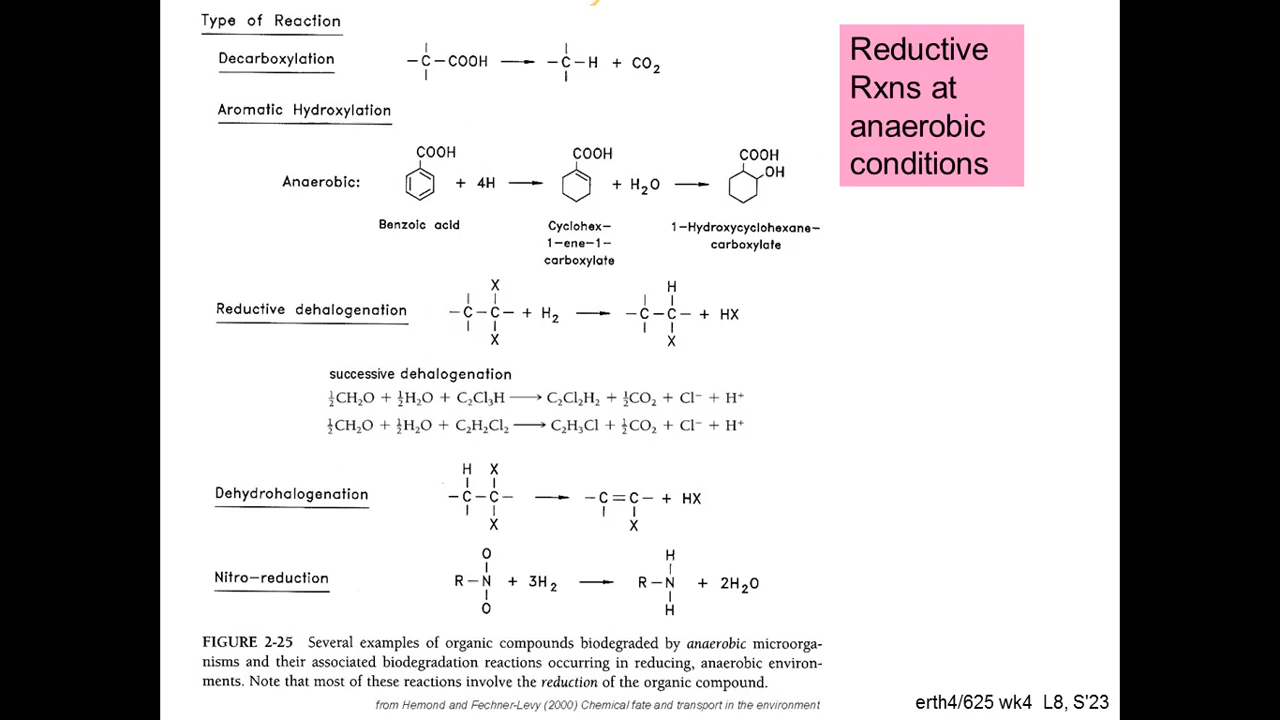 Type of Reaction
Reductive
Rxns at
anaerobic
conditions
Decarboxylation
-C-COOH → -C-H + CO₂
Aromatic Hydroxylation
COOH COOH COOH
OH
Anaerobic: + 4H → + H₂O →
Benzoic acid Cyclohex- 1-Hydroxycyclohexane-
1-ene-1- carboxylate
carboxylate
X H
Reductive dehalogenation -C-C- + H₂ → -C-C- + HX
X X
successive dehalogenation
½CH₂O + ½H₂O + C₂Cl₃H → C₂Cl₂H₂ + ½CO₂ + Cl⁻ + H⁺
½CH₂O + ½H₂O + C₂H₂Cl₂ → C₂H₃Cl + ½CO₂ + Cl⁻ + H⁺
H X
Dehydrohalogenation -C-C- → -C=C- + HX
X X
O H
Nitro-reduction R-N + 3H₂ → R-N + 2H₂O
O H
FIGURE 2-25 Several examples of organic compounds biodegraded by anaerobic microorga-
nisms and their associated biodegradation reactions occurring in reducing, anaerobic environ-
ments. Note that most of these reactions involve the reduction of the organic compound.
from Hemond and Fechner-Levy (2000) Chemical fate and transport in the environment
erth4/625 wk4 L8, S'23